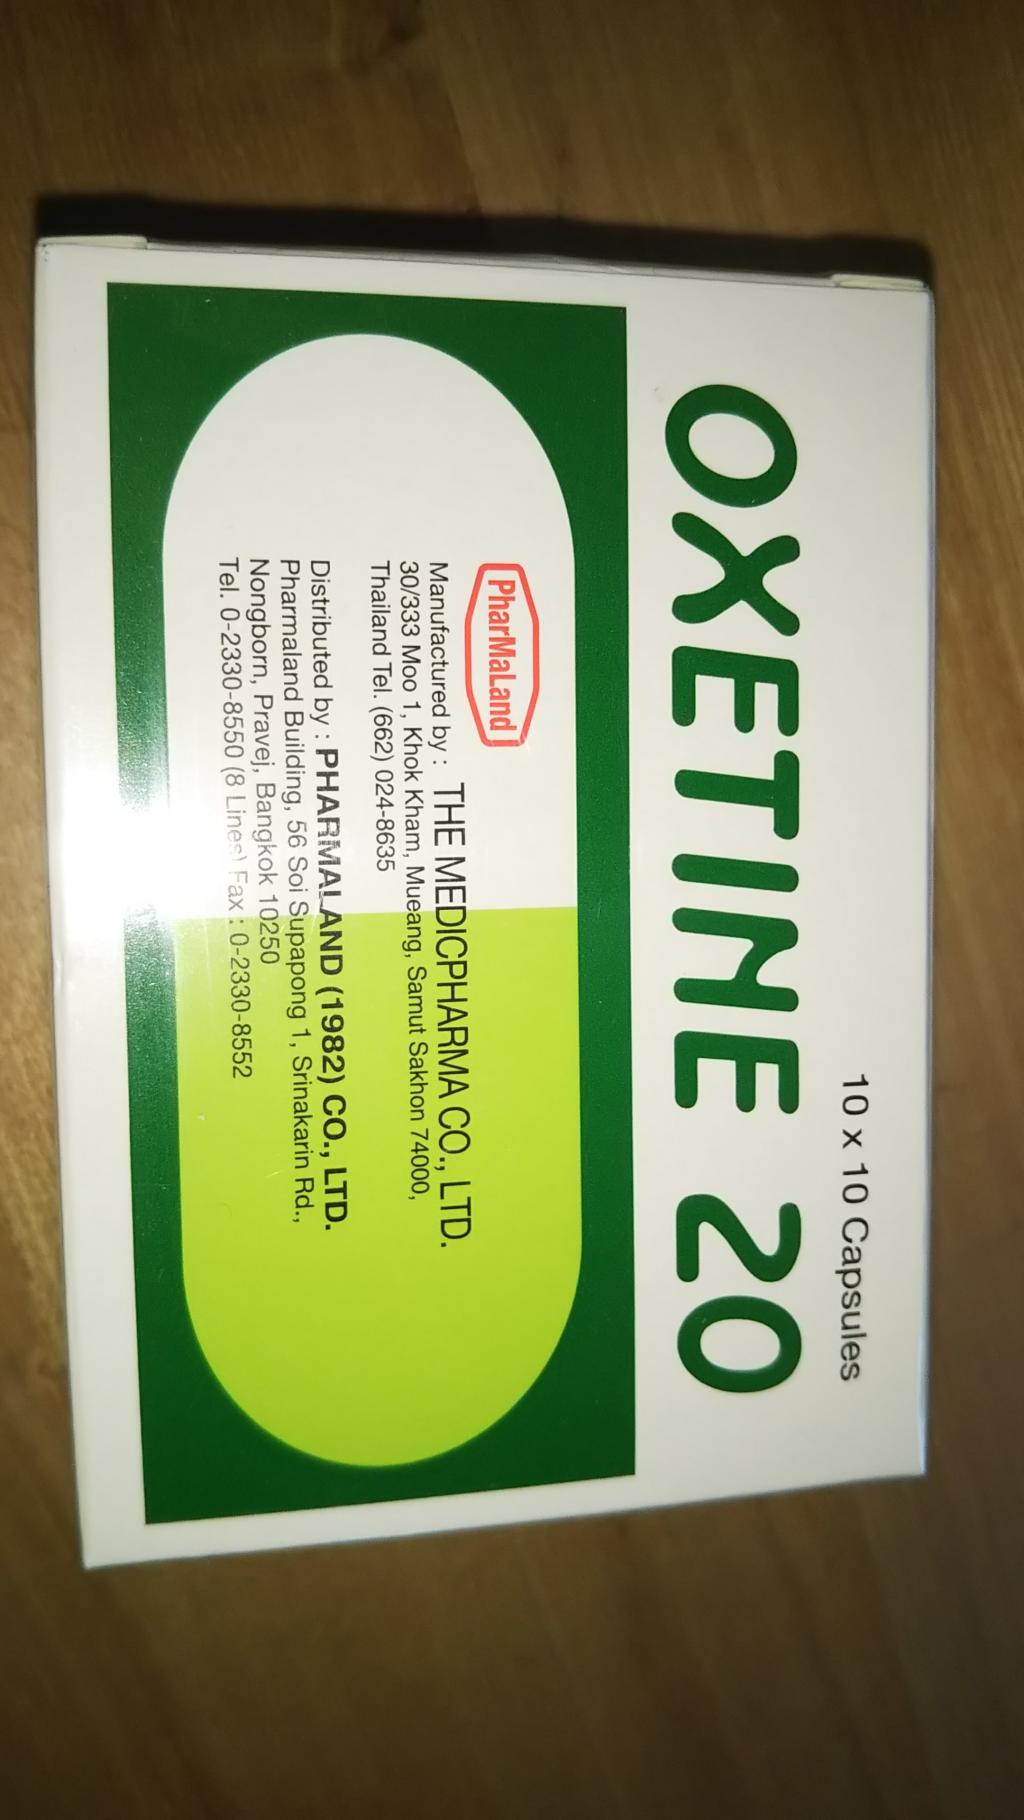 10 x 10 Capsules
OXETINE 20
PharMaLand
Manufactured by : THE MEDICPHARMA CO., LTD.
30/333 Moo 1, Khok Kham, Mueang, Samut Sakhon 74000,
Thailand Tel. (662) 024-8635
Distributed by : PHARMALAND (1982) CO., LTD.
Pharmaland Building, 56 Soi Supapong 1, Srinakarin Rd.,
Nongborn, Pravej, Bangkok 10250
Tel. 0-2330-8550 (8 Lines) Fax : 0-2330-8552